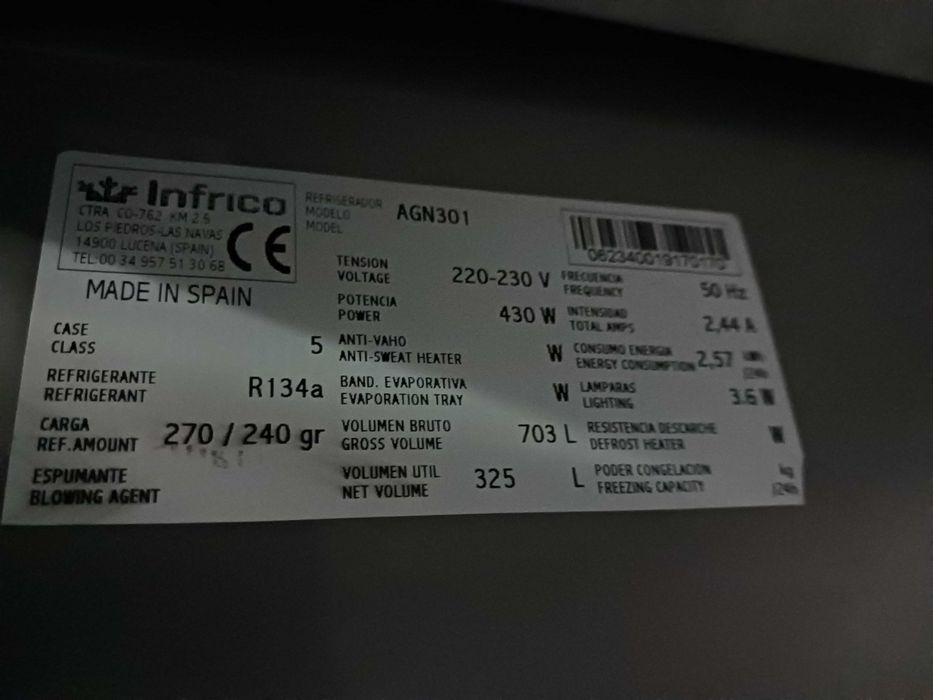 Infrico
CTRA. CO-762 KM 2.5
LOS PIEDROS-LAS NAVAS
14900 LUCENA (SPAIN)
TEL:00 34 957 51 30 68
CE
MADE IN SPAIN
REFRIGERADOR
MODELO
MODEL
AGN301
062340019170170
CASE
CLASS
5
REFRIGERANTE
REFRIGERANT
R134a
CARGA
REF.AMOUNT
270 / 240 gr
ESPUMANTE
BLOWING AGENT
TENSION
VOLTAGE
220-230 V
POTENCIA
POWER
430 W
ANTI-VAHO
ANTI-SWEAT HEATER
W
BAND. EVAPORATIVA
EVAPORATION TRAY
W
VOLUMEN BRUTO
GROSS VOLUME
703 L
VOLUMEN UTIL
NET VOLUME
325 L
FRECUENCIA
FREQUENCY
50 Hz
INTENSIDAD
TOTAL AMPS
2,44 A
CONSUMO ENERGIA
ENERGY CONSUMPTION
2,57
LAMPARAS
LIGHTING
3.6 W
RESISTENCIA DESCARCHE
DEFROST HEATER
W
PODER CONGELACION
FREEZING CAPACITY
kg
/24h